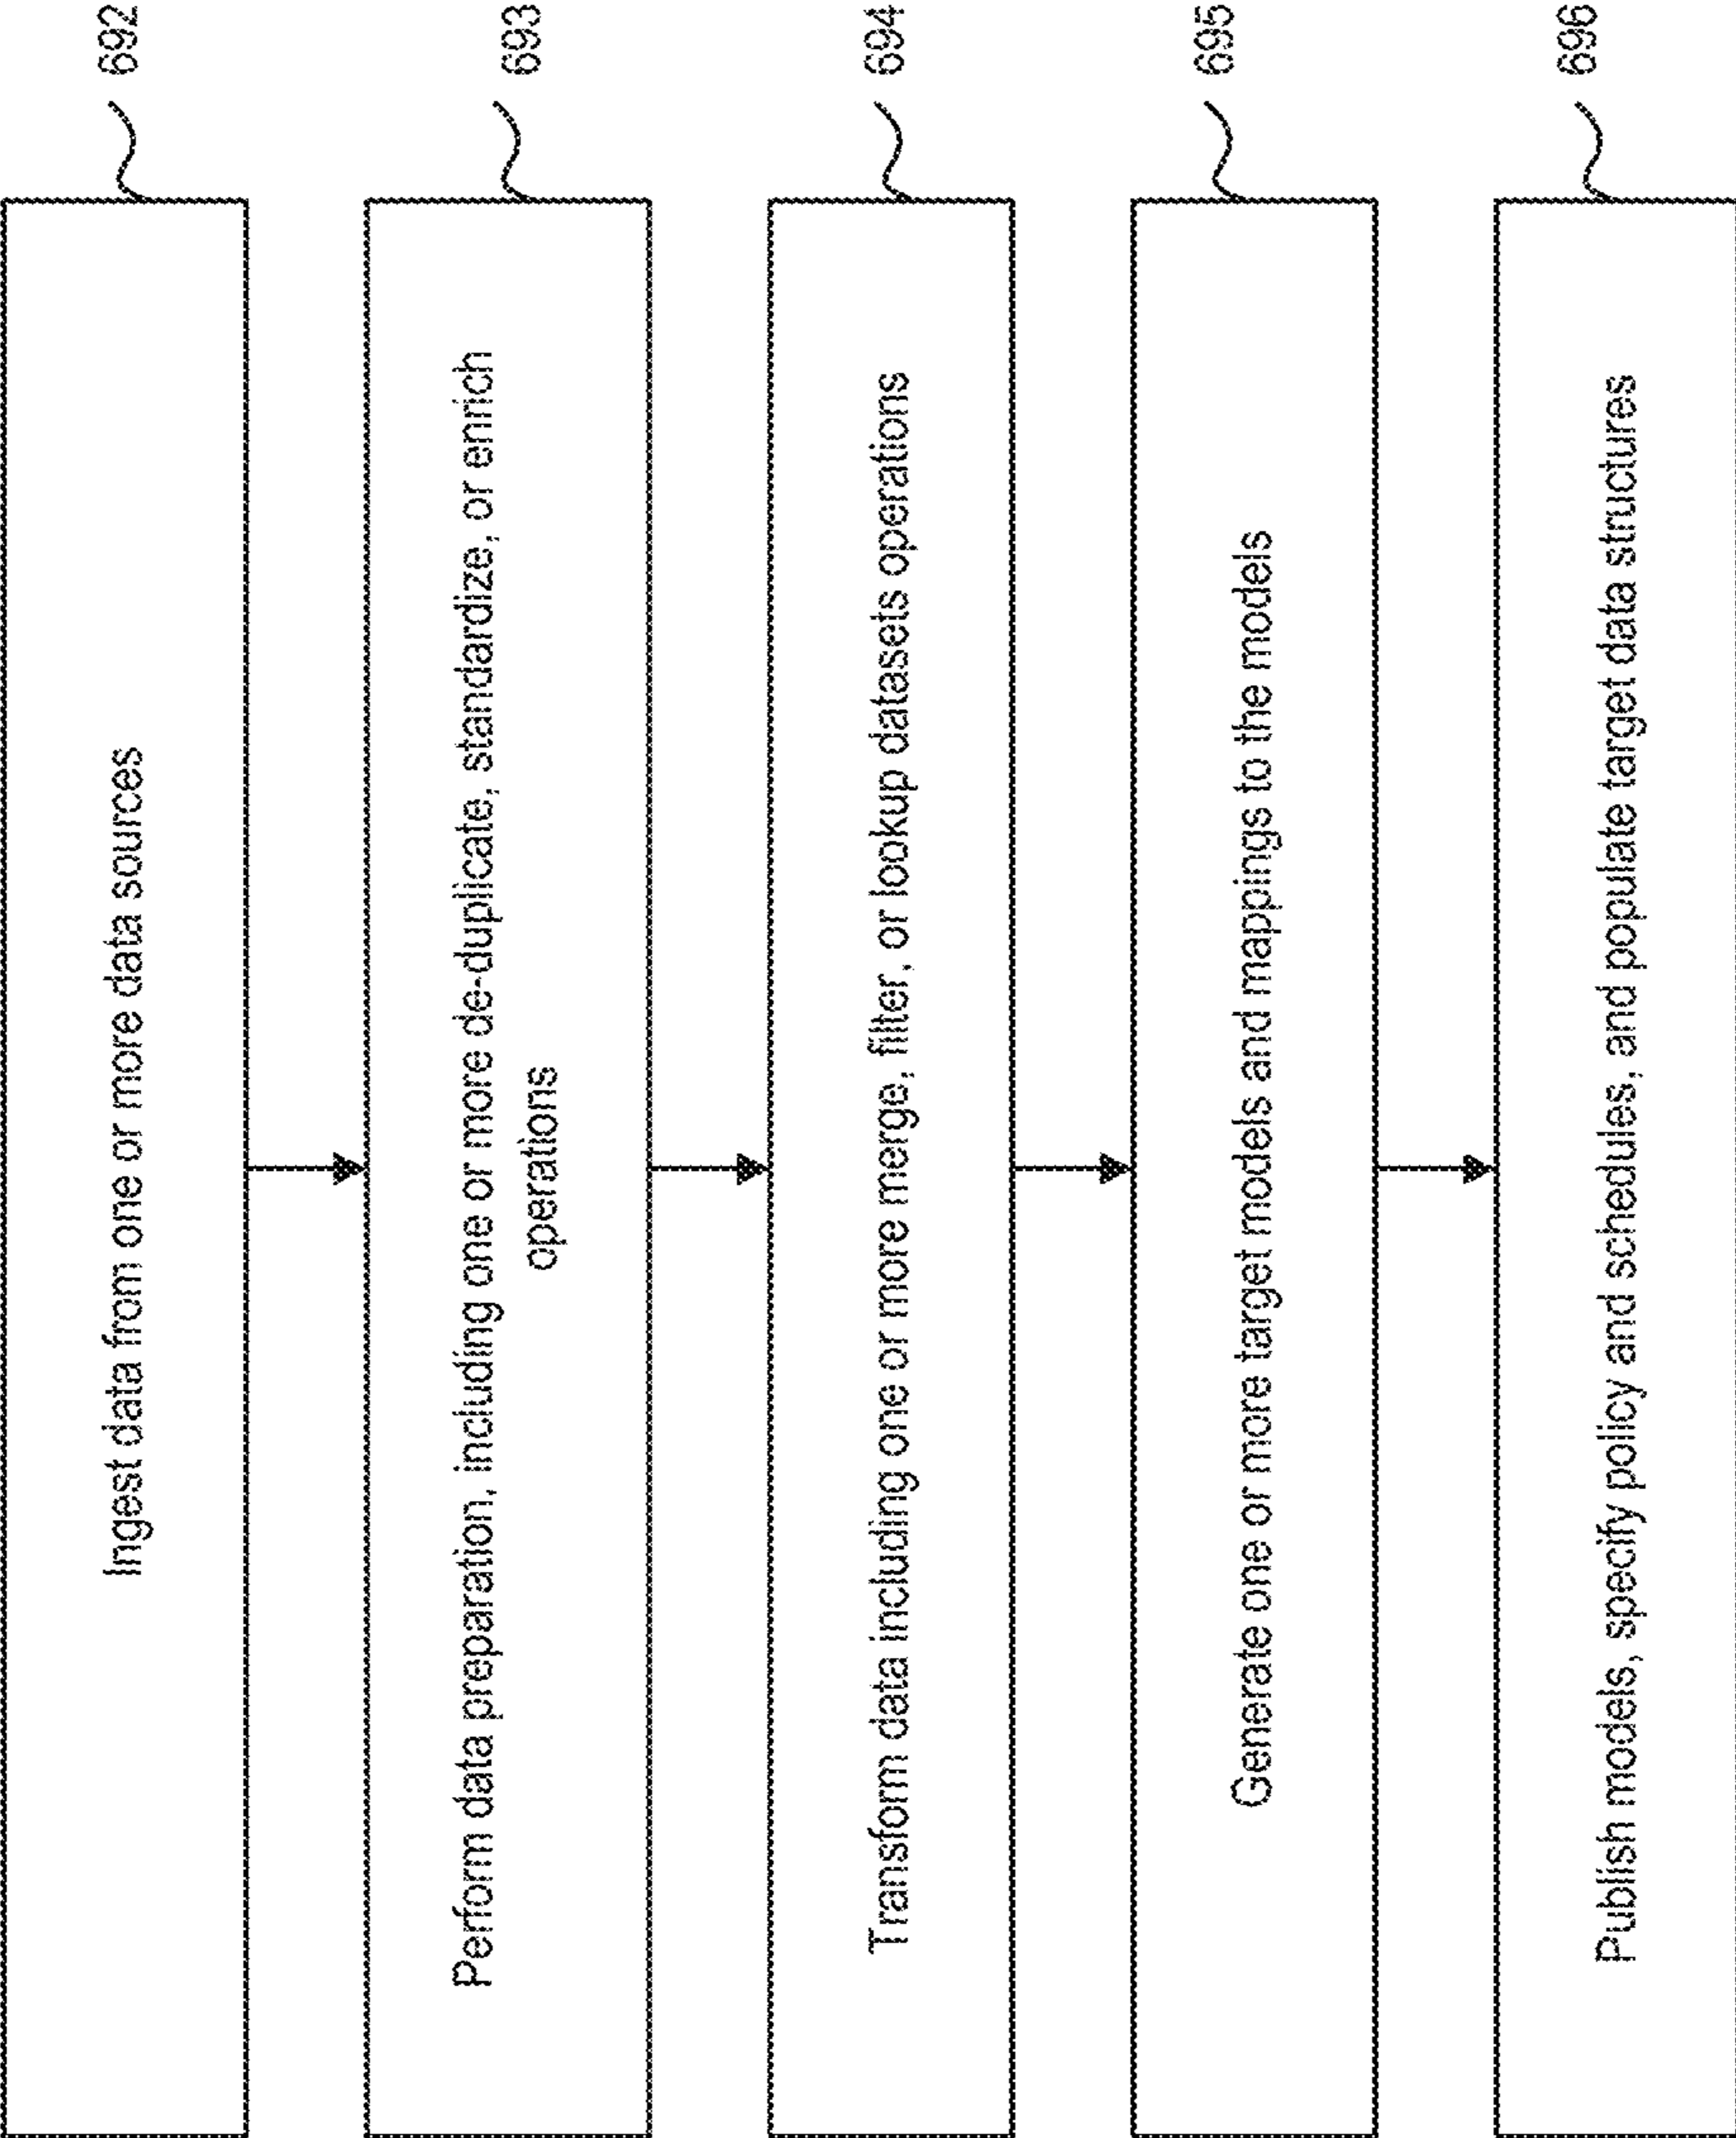 Ingest data from one or more data sources
692
Perform data preparation, including one or more de-duplicate, standardize, or enrich
operations
693
Transform data including one or more merge, filter, or lookup datasets operations
694
Generate one or more target models and mappings to the models
695
Publish models, specify policy and schedules, and populate target data structures
696